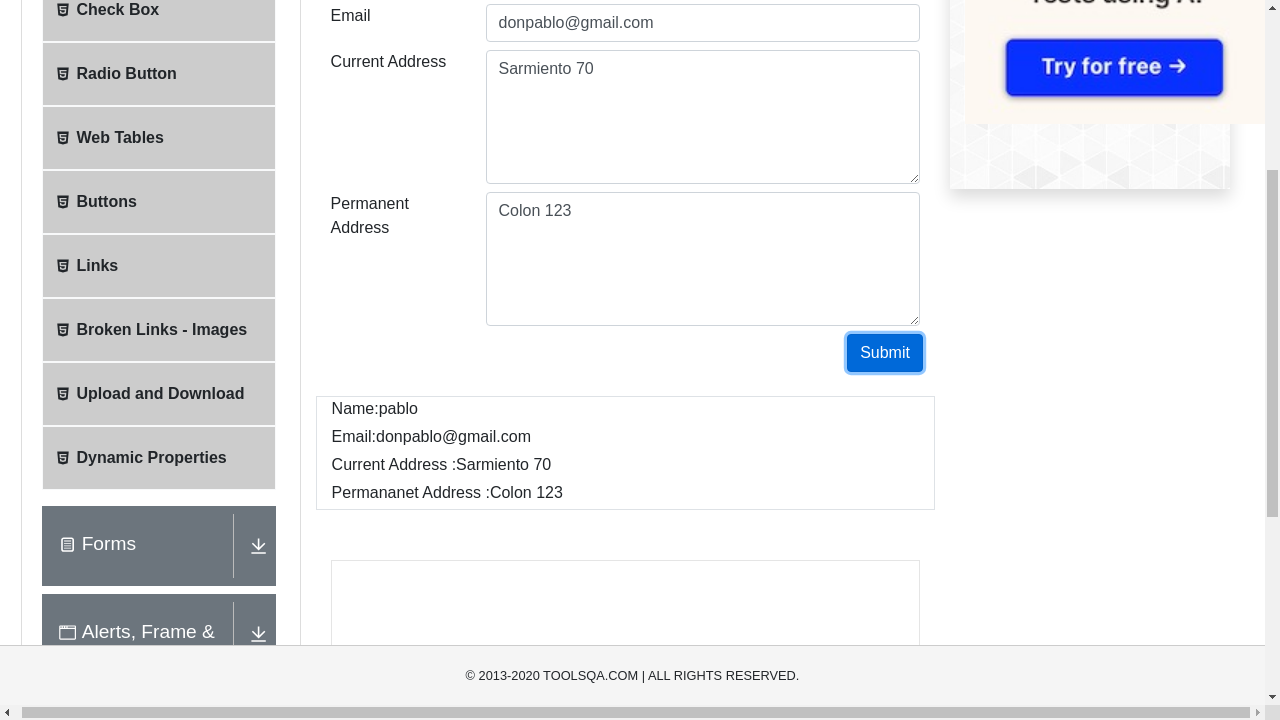 Check Box
Radio Button
Web Tables
Buttons
Links
Broken Links - Images
Upload and Download
Dynamic Properties
Forms
Alerts, Frame &
Email
donpablo@gmail.com
Current Address
Sarmiento 70
Permanent
Address
Colon 123
Submit
Name:pablo
Email:donpablo@gmail.com
Current Address :Sarmiento 70
Permananet Address :Colon 123
Try for free →
© 2013-2020 TOOLSQA.COM | ALL RIGHTS RESERVED.